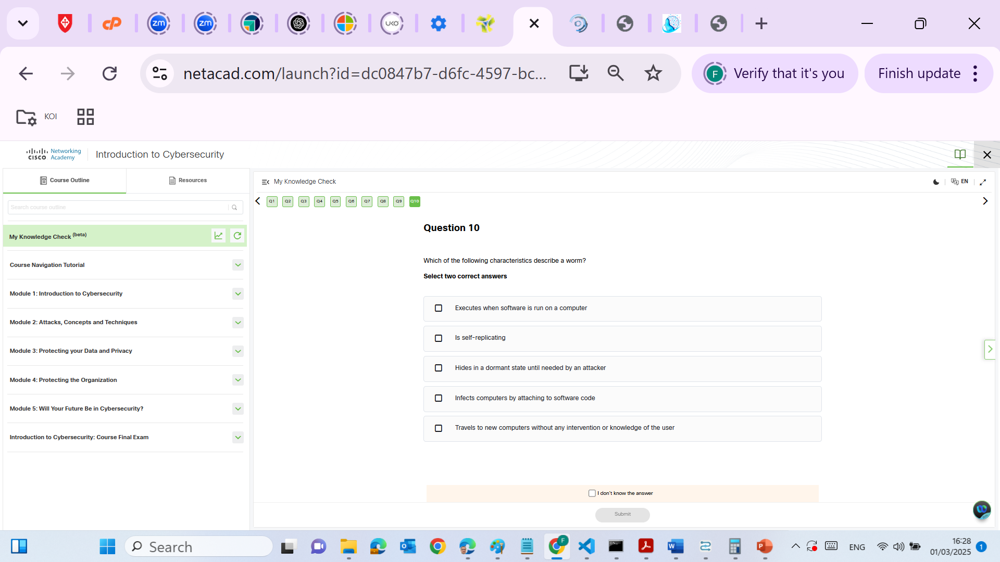 zm
zm
UKO
netacad.com/launch?id=dc0847b7-d6fc-4597-bc...
F
Verify that it's you
Finish update
KOI
CISCO
Networking Academy
Introduction to Cybersecurity
Course Outline
Resources
Search course outline
My Knowledge Check (beta)
Course Navigation Tutorial
Module 1: Introduction to Cybersecurity
Module 2: Attacks, Concepts and Techniques
Module 3: Protecting your Data and Privacy
Module 4: Protecting the Organization
Module 5: Will Your Future Be in Cybersecurity?
Introduction to Cybersecurity: Course Final Exam
My Knowledge Check
EN
Q1 Q2 Q3 Q4 Q5 Q6 Q7 Q8 Q9 Q10
Question 10
Which of the following characteristics describe a worm?
Select two correct answers
Executes when software is run on a computer
Is self-replicating
Hides in a dormant state until needed by an attacker
Infects computers by attaching to software code
Travels to new computers without any intervention or knowledge of the user
I don't know the answer
Submit
Search
F
ENG
16:28
01/03/2025
1